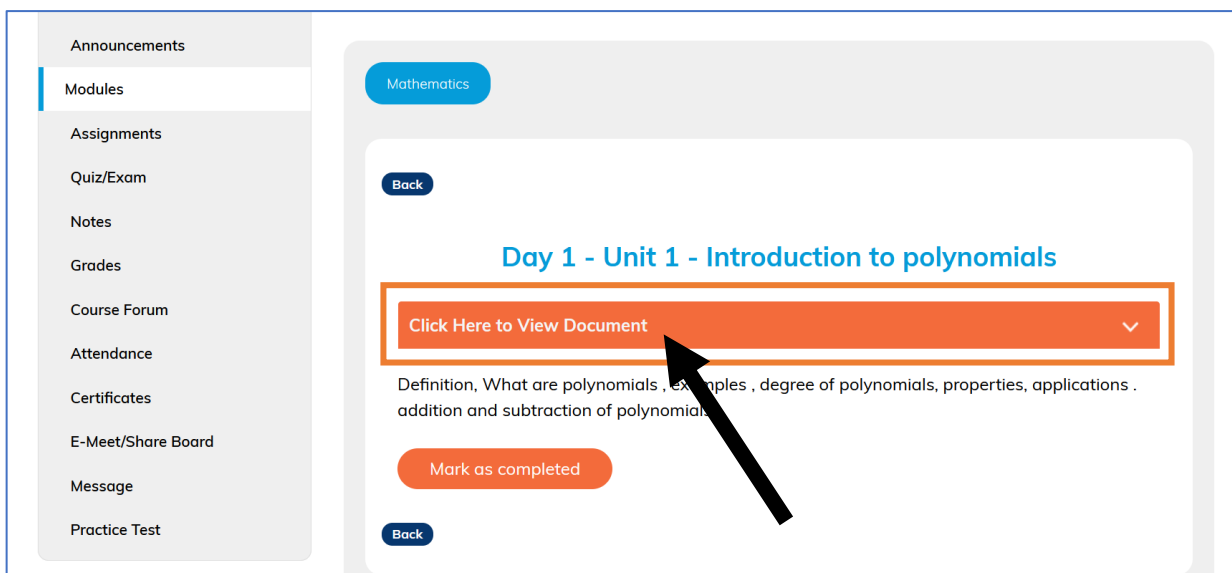 Announcements
Modules
Assignments
Quiz/Exam
Notes
Grades
Course Forum
Attendance
Certificates
E-Meet/Share Board
Message
Practice Test
Mathematics
Back
Day 1 - Unit 1 - Introduction to polynomials
Click Here to View Document
Definition, What are polynomials , examples , degree of polynomials, properties, applications .
addition and subtraction of polynomials
Mark as completed
Back